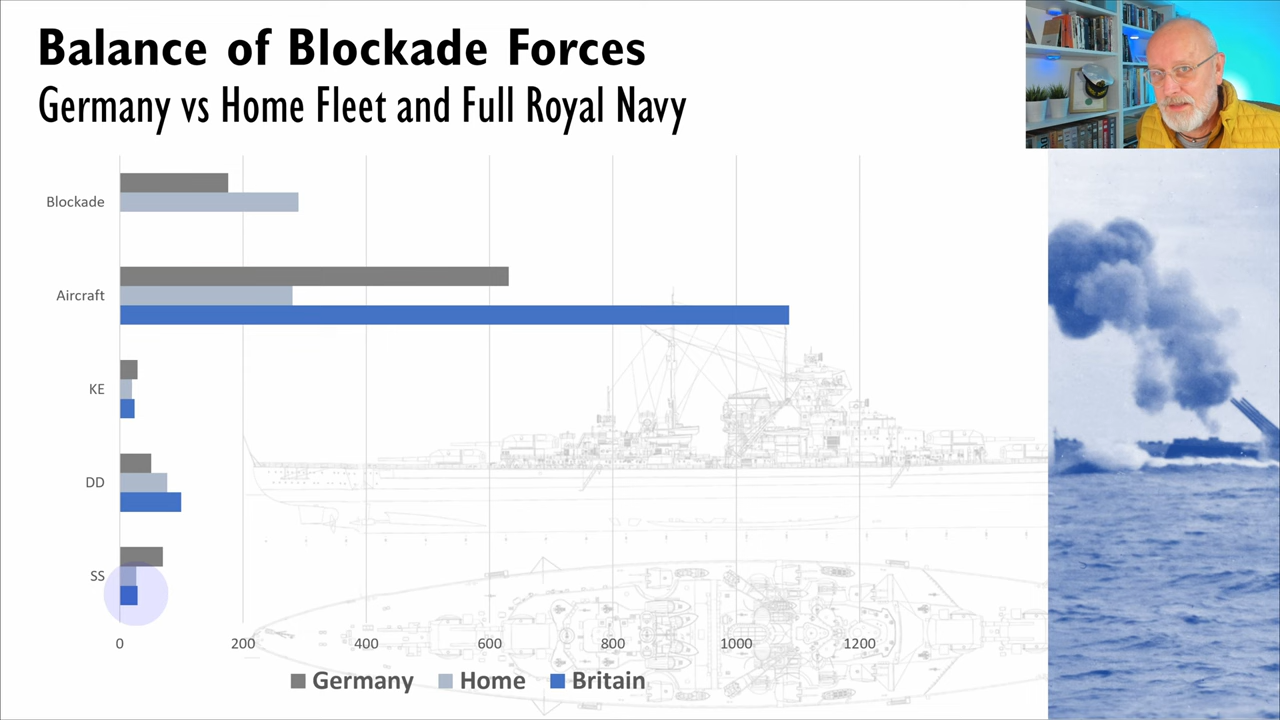 Balance of Blockade Forces
Germany vs Home Fleet and Full Royal Navy
Blockade
Aircraft
KE
DD
SS
0 200 400 600 800 1000 1200
Germany Home Britain